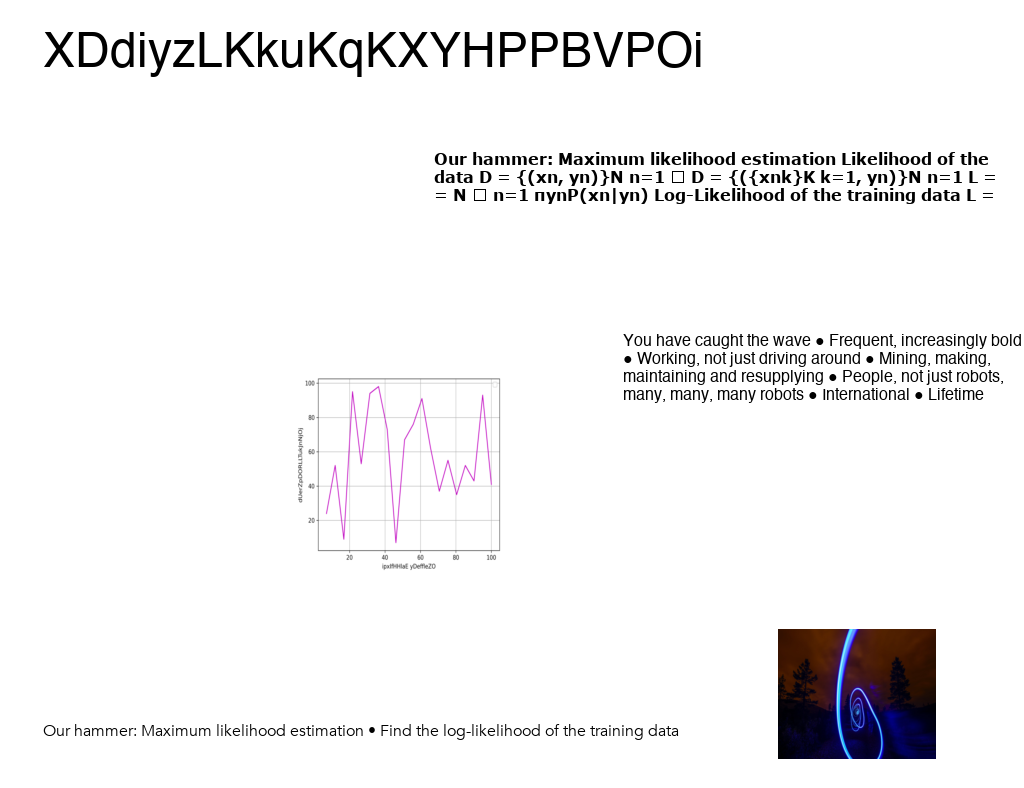 XDdiyzLKkuKqKXYHPPBVPOi
Our hammer: Maximum likelihood estimation Likelihood of the
data D = {(xn, yn)}N n=1 □ D = {({xnk}K k=1, yn)}N n=1 L =
= N □ n=1 πynP(xn|yn) Log-Likelihood of the training data L =
You have caught the wave ● Frequent, increasingly bold
● Working, not just driving around ● Mining, making,
maintaining and resupplying ● People, not just robots,
many, many, many robots ● International ● Lifetime
100
80
60
40
20
20 40 60 80 100
Our hammer: Maximum likelihood estimation • Find the log-likelihood of the training data